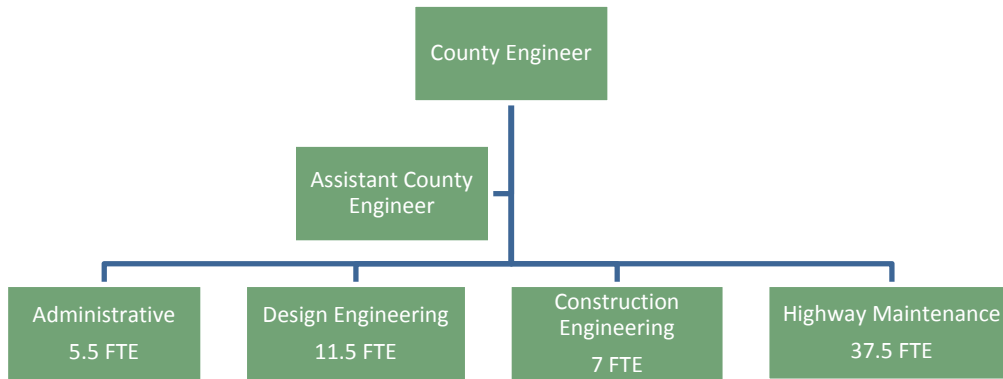 County Engineer
Assistant County
Engineer
Administrative
5.5 FTE
Design Engineering
11.5 FTE
Construction
Engineering
7 FTE
Highway Maintenance
37.5 FTE